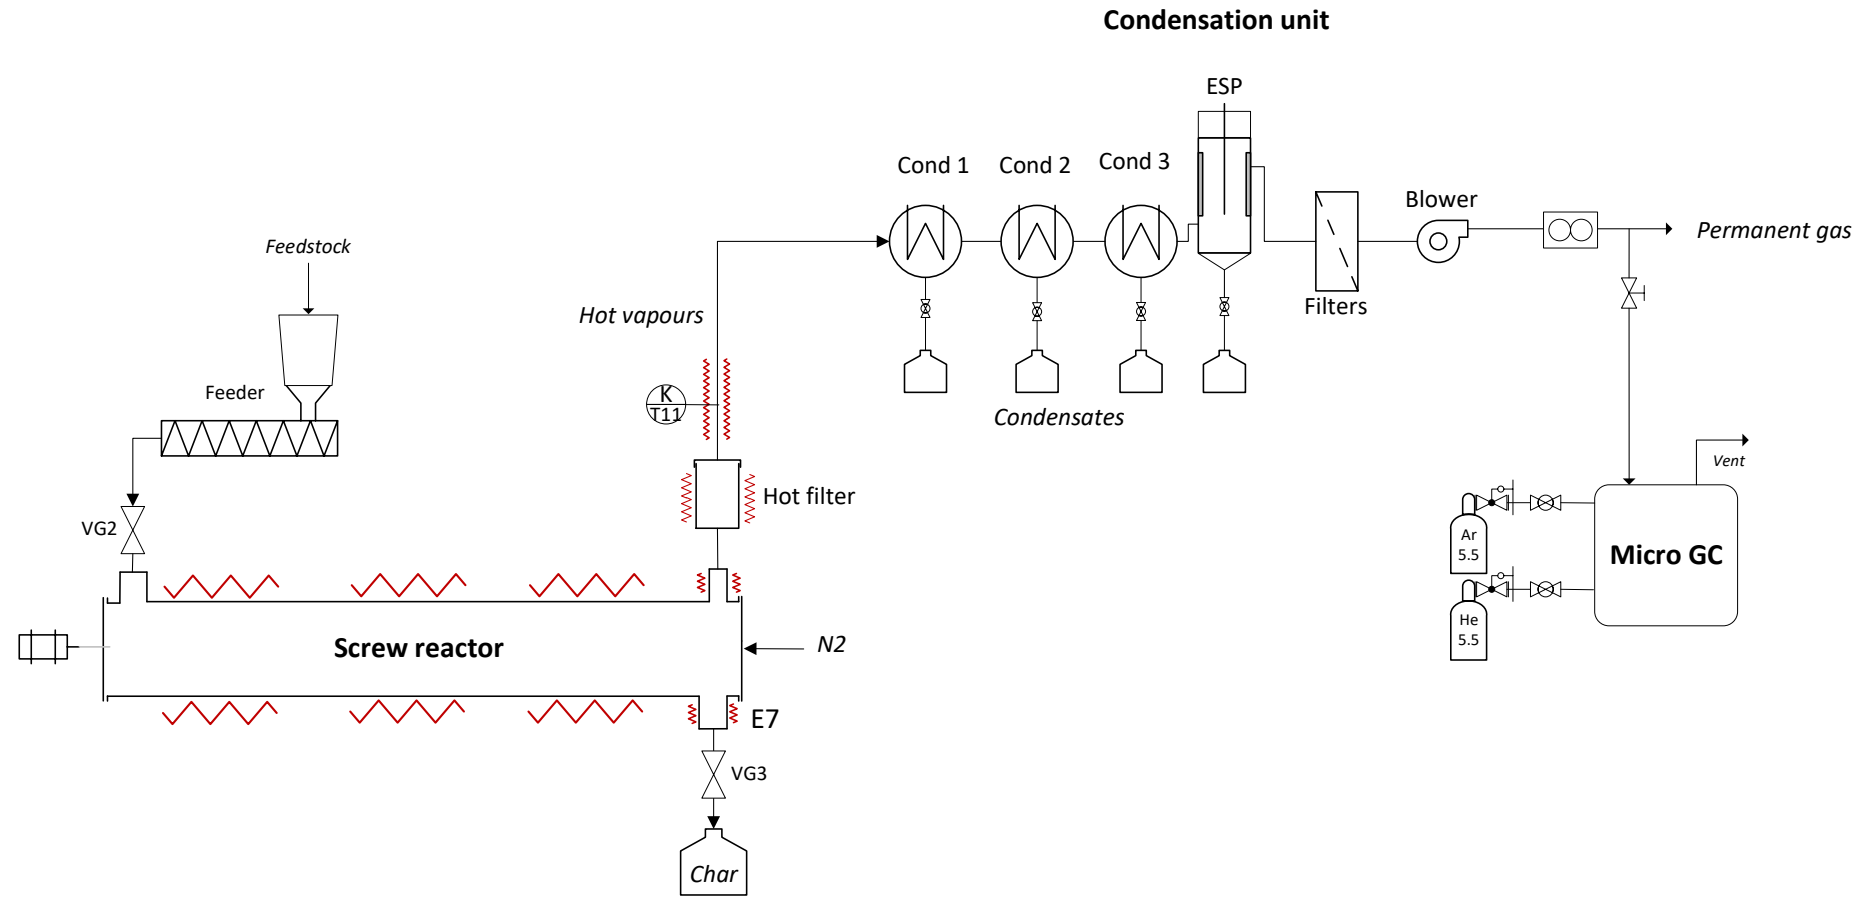 Condensation unit
ESP
Cond 1
Cond 2
Cond 3
Blower
Permanent gas
Feedstock
Filters
Hot vapours
Feeder
K
T11
Condensates
Vent
Hot filter
VG2
Ar
5.5
Micro GC
He
5.5
Screw reactor
N2
E7
VG3
Char